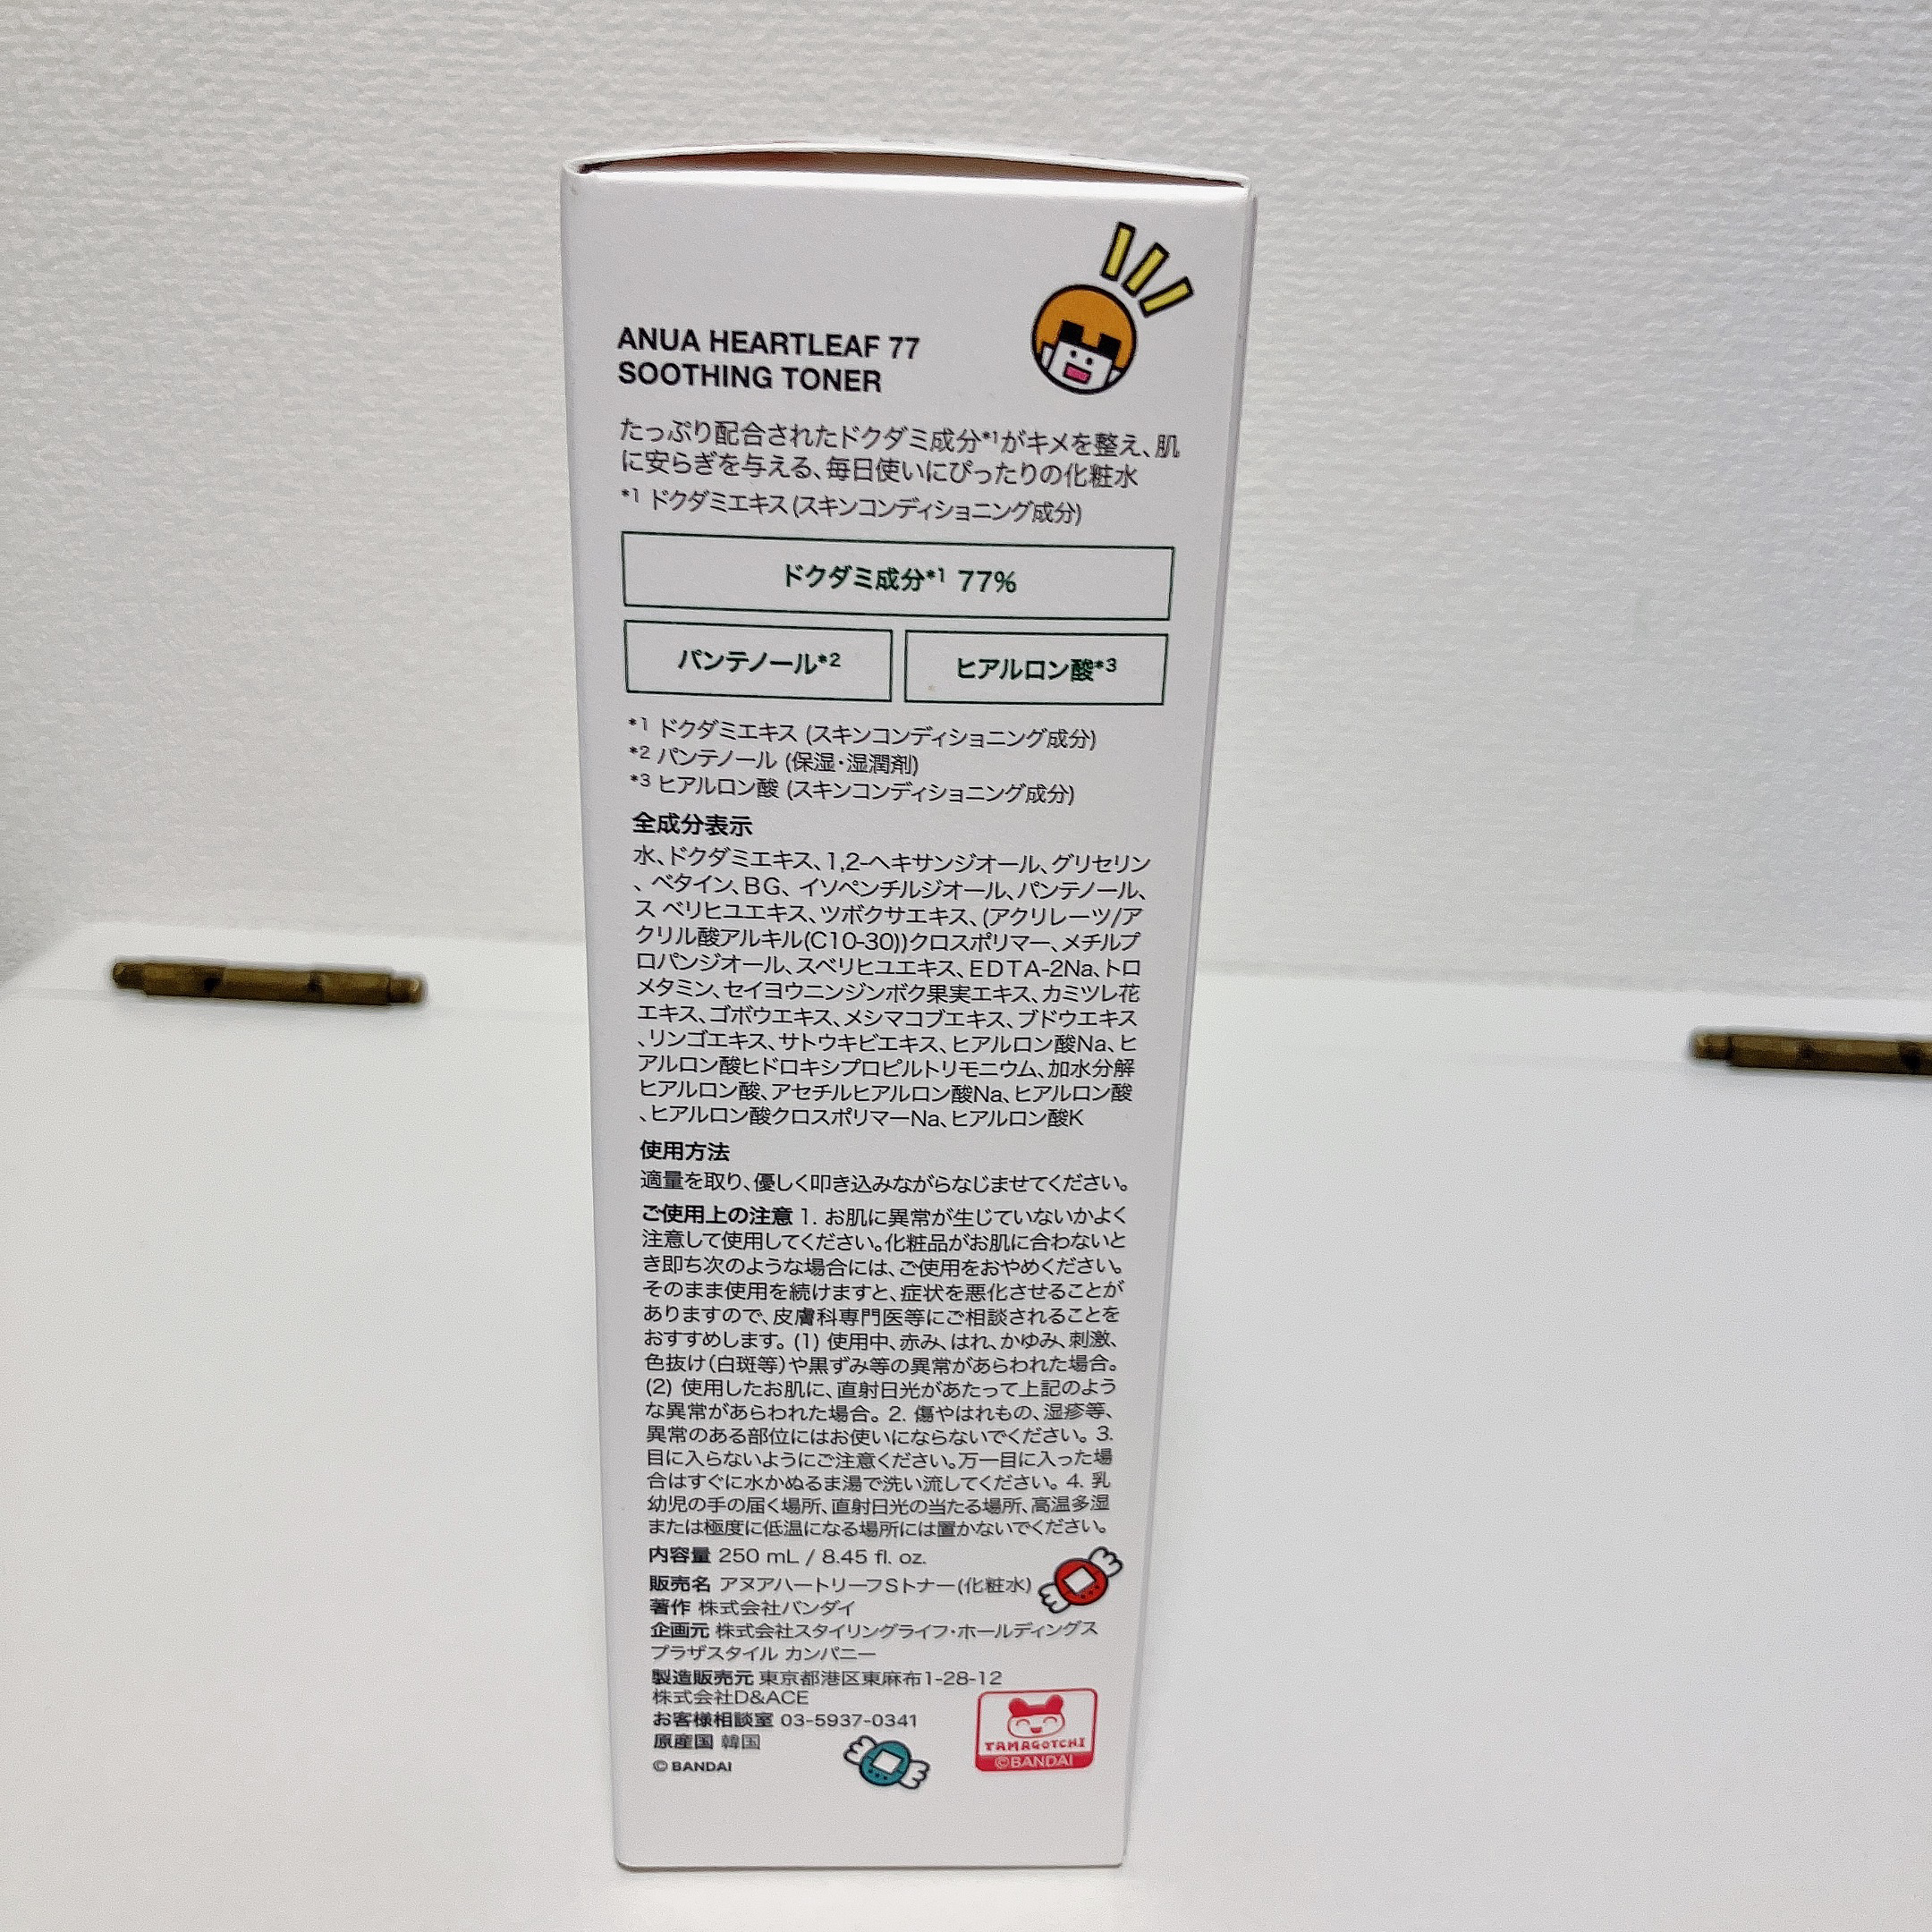 ANUA HEARTLEAF 77
SOOTHING TONER
たっぷり配合されたドクダミ成分*1がキメを整え、肌
に安らぎを与える、毎日使いにぴったりの化粧水
*1 ドクダミエキス(スキンコンディショニング成分)
ドクダミ成分*1 77%
パンテノール*2
ヒアルロン酸*3
*1 ドクダミエキス (スキンコンディショニング成分)
*2 パンテノール (保湿・湿潤剤)
*3 ヒアルロン酸 (スキンコンディショニング成分)
全成分表示
水、ドクダミエキス、1,2-ヘキサンジオール、グリセリン
、ベタイン、BG、イソペンチルジオール、パンテノール、
ス ベリヒユエキス、ツボクサエキス、(アクリレーツ/ア
クリル酸アルキル(C10-30))クロスポリマー、メチルプ
ロパンジオール、スベリヒユエキス、EDTA-2Na、トロ
メタミン、セイヨウニンジンボク果実エキス、カミツレ花
エキス、ゴボウエキス、メシマコブエキス、ブドウエキス
、リンゴエキス、サトウキビエキス、ヒアルロン酸Na、ヒ
アルロン酸ヒドロキシプロピルトリモニウム、加水分解
ヒアルロン酸、アセチルヒアルロン酸Na、ヒアルロン酸
、ヒアルロン酸クロスポリマーNa、ヒアルロン酸K
使用方法
適量を取り、優しく叩き込みながらなじませてください。
ご使用上の注意 1. お肌に異常が生じていないかよく
注意して使用してください。化粧品がお肌に合わないと
き即ち次のような場合には、ご使用をおやめください。
そのまま使用を続けますと、症状を悪化させることが
ありますので、皮膚科専門医等にご相談されることを
おすすめします。(1) 使用中、赤み、はれ、かゆみ、刺激、
色抜け(白斑等)や黒ずみ等の異常があらわれた場合。
(2) 使用したお肌に、直射日光があたって上記のよう
な異常があらわれた場合。2. 傷やはれもの、湿疹等、
異常のある部位にはお使いにならないでください。3.
目に入らないようにご注意ください。万一目に入った場
合はすぐに水かぬるま湯で洗い流してください。4. 乳
幼児の手の届く場所、直射日光の当たる場所、高温多湿
または極度に低温になる場所には置かないでください。
内容量 250 mL / 8.45 fl. oz.
販売名 アヌアハートリーフSトナー(化粧水)
著作 株式会社バンダイ
企画元 株式会社スタイリングライフ・ホールディングス
プラザスタイル カンパニー
製造販売元 東京都港区東麻布1-28-12
株式会社D&ACE
お客様相談室 03-5937-0341
原産国 韓国
© BANDAI
TAMAGOTCHI
©BANDAI